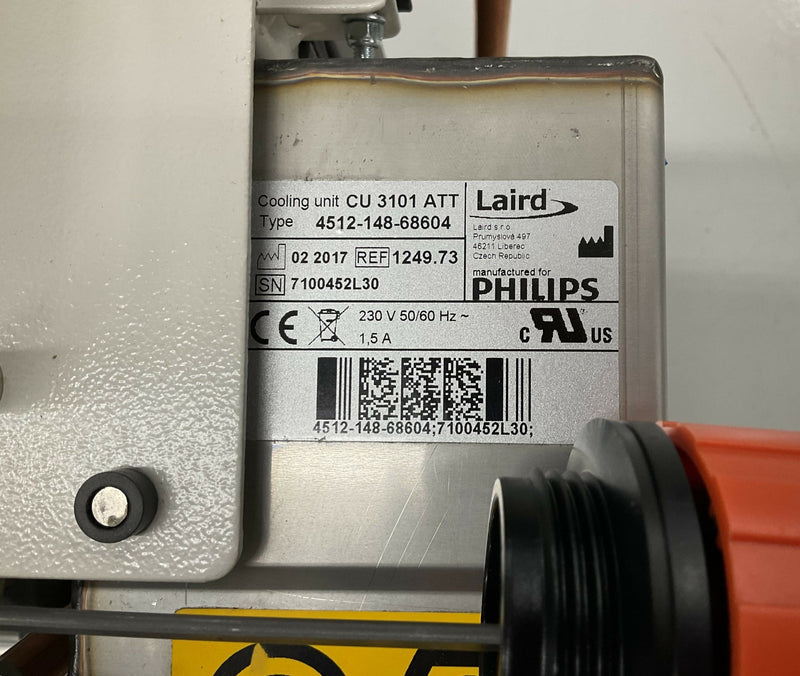 Cooling unit CU 3101 ATT
Type 4512-148-68604
Laird
Laird s.r.o.
Prumyslová 497
46211 Liberec
Czech Republic
manufactured for
PHILIPS
02 2017 REF 1249.73
SN 7100452L30
CE 230 V 50/60 Hz ~
1,5 A
C RU US
4512-148-68604;7100452L30;